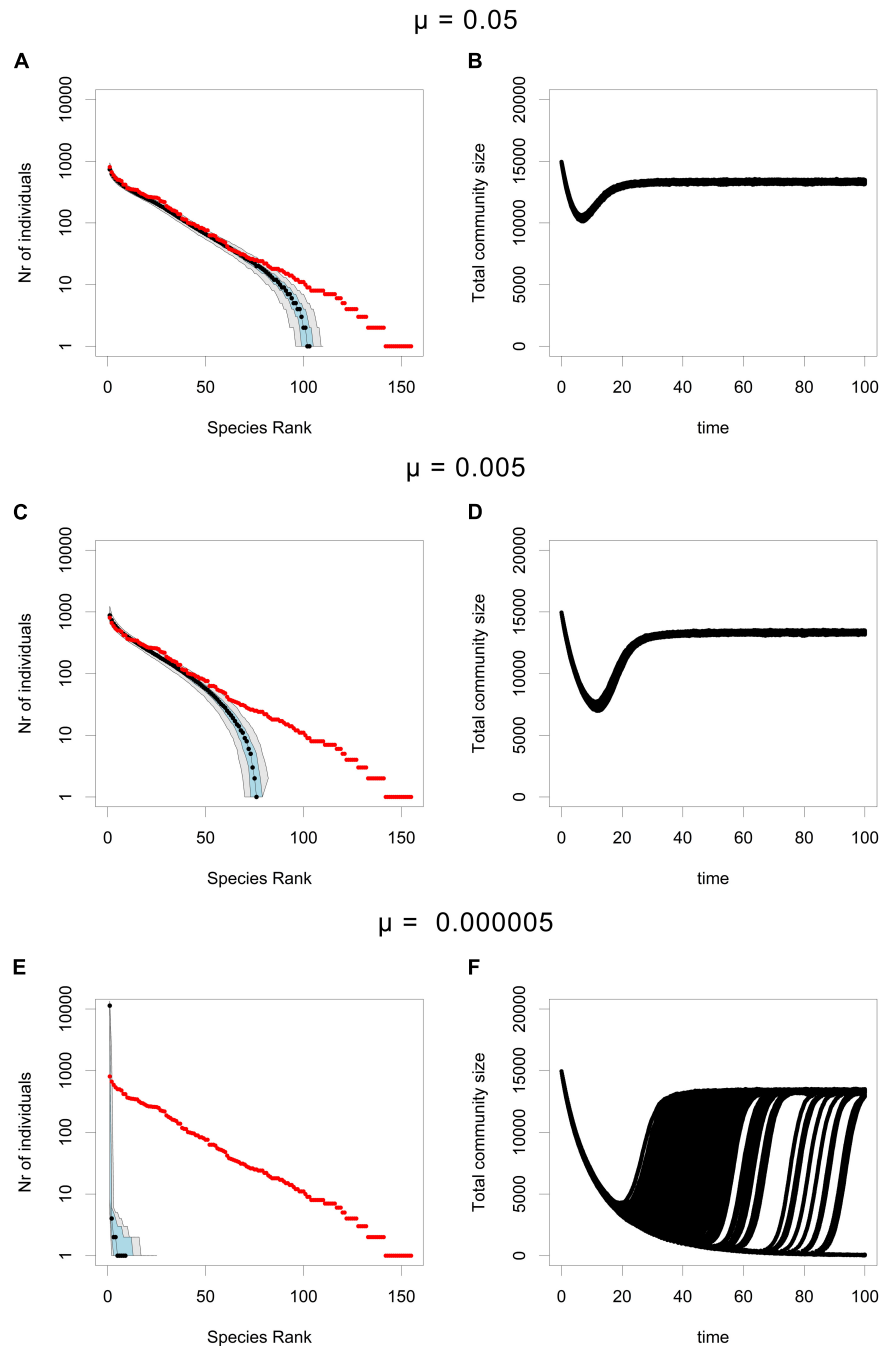 μ = 0.05
A
B
Nr of individuals
10000
1000
100
10
1
0
50
100
150
Species Rank
Total community size
20000
15000
10000
5000
0
0
20
40
60
80
100
time
μ = 0.005
C
D
Nr of individuals
10000
1000
100
10
1
0
50
100
150
Species Rank
Total community size
20000
15000
10000
5000
0
0
20
40
60
80
100
time
μ = 0.000005
E
F
Nr of individuals
10000
1000
100
10
1
0
50
100
150
Species Rank
Total community size
20000
15000
10000
5000
0
0
20
40
60
80
100
time